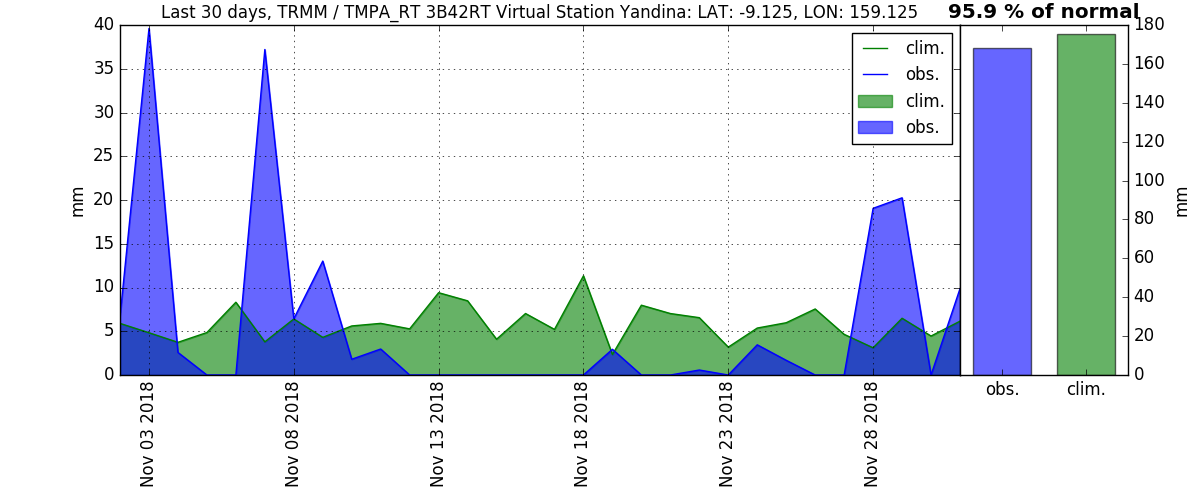 Last 30 days, TRMM / TMPA_RT 3B42RT Virtual Station Yandina: LAT: -9.125, LON: 159.125
95.9 % of normal
40
35
30
25
20
15
10
5
0
mm
clim.
obs.
clim.
obs.
180
160
140
120
100
80
60
40
20
0
mm
obs.
clim.
Nov 03 2018
Nov 08 2018
Nov 13 2018
Nov 18 2018
Nov 23 2018
Nov 28 2018